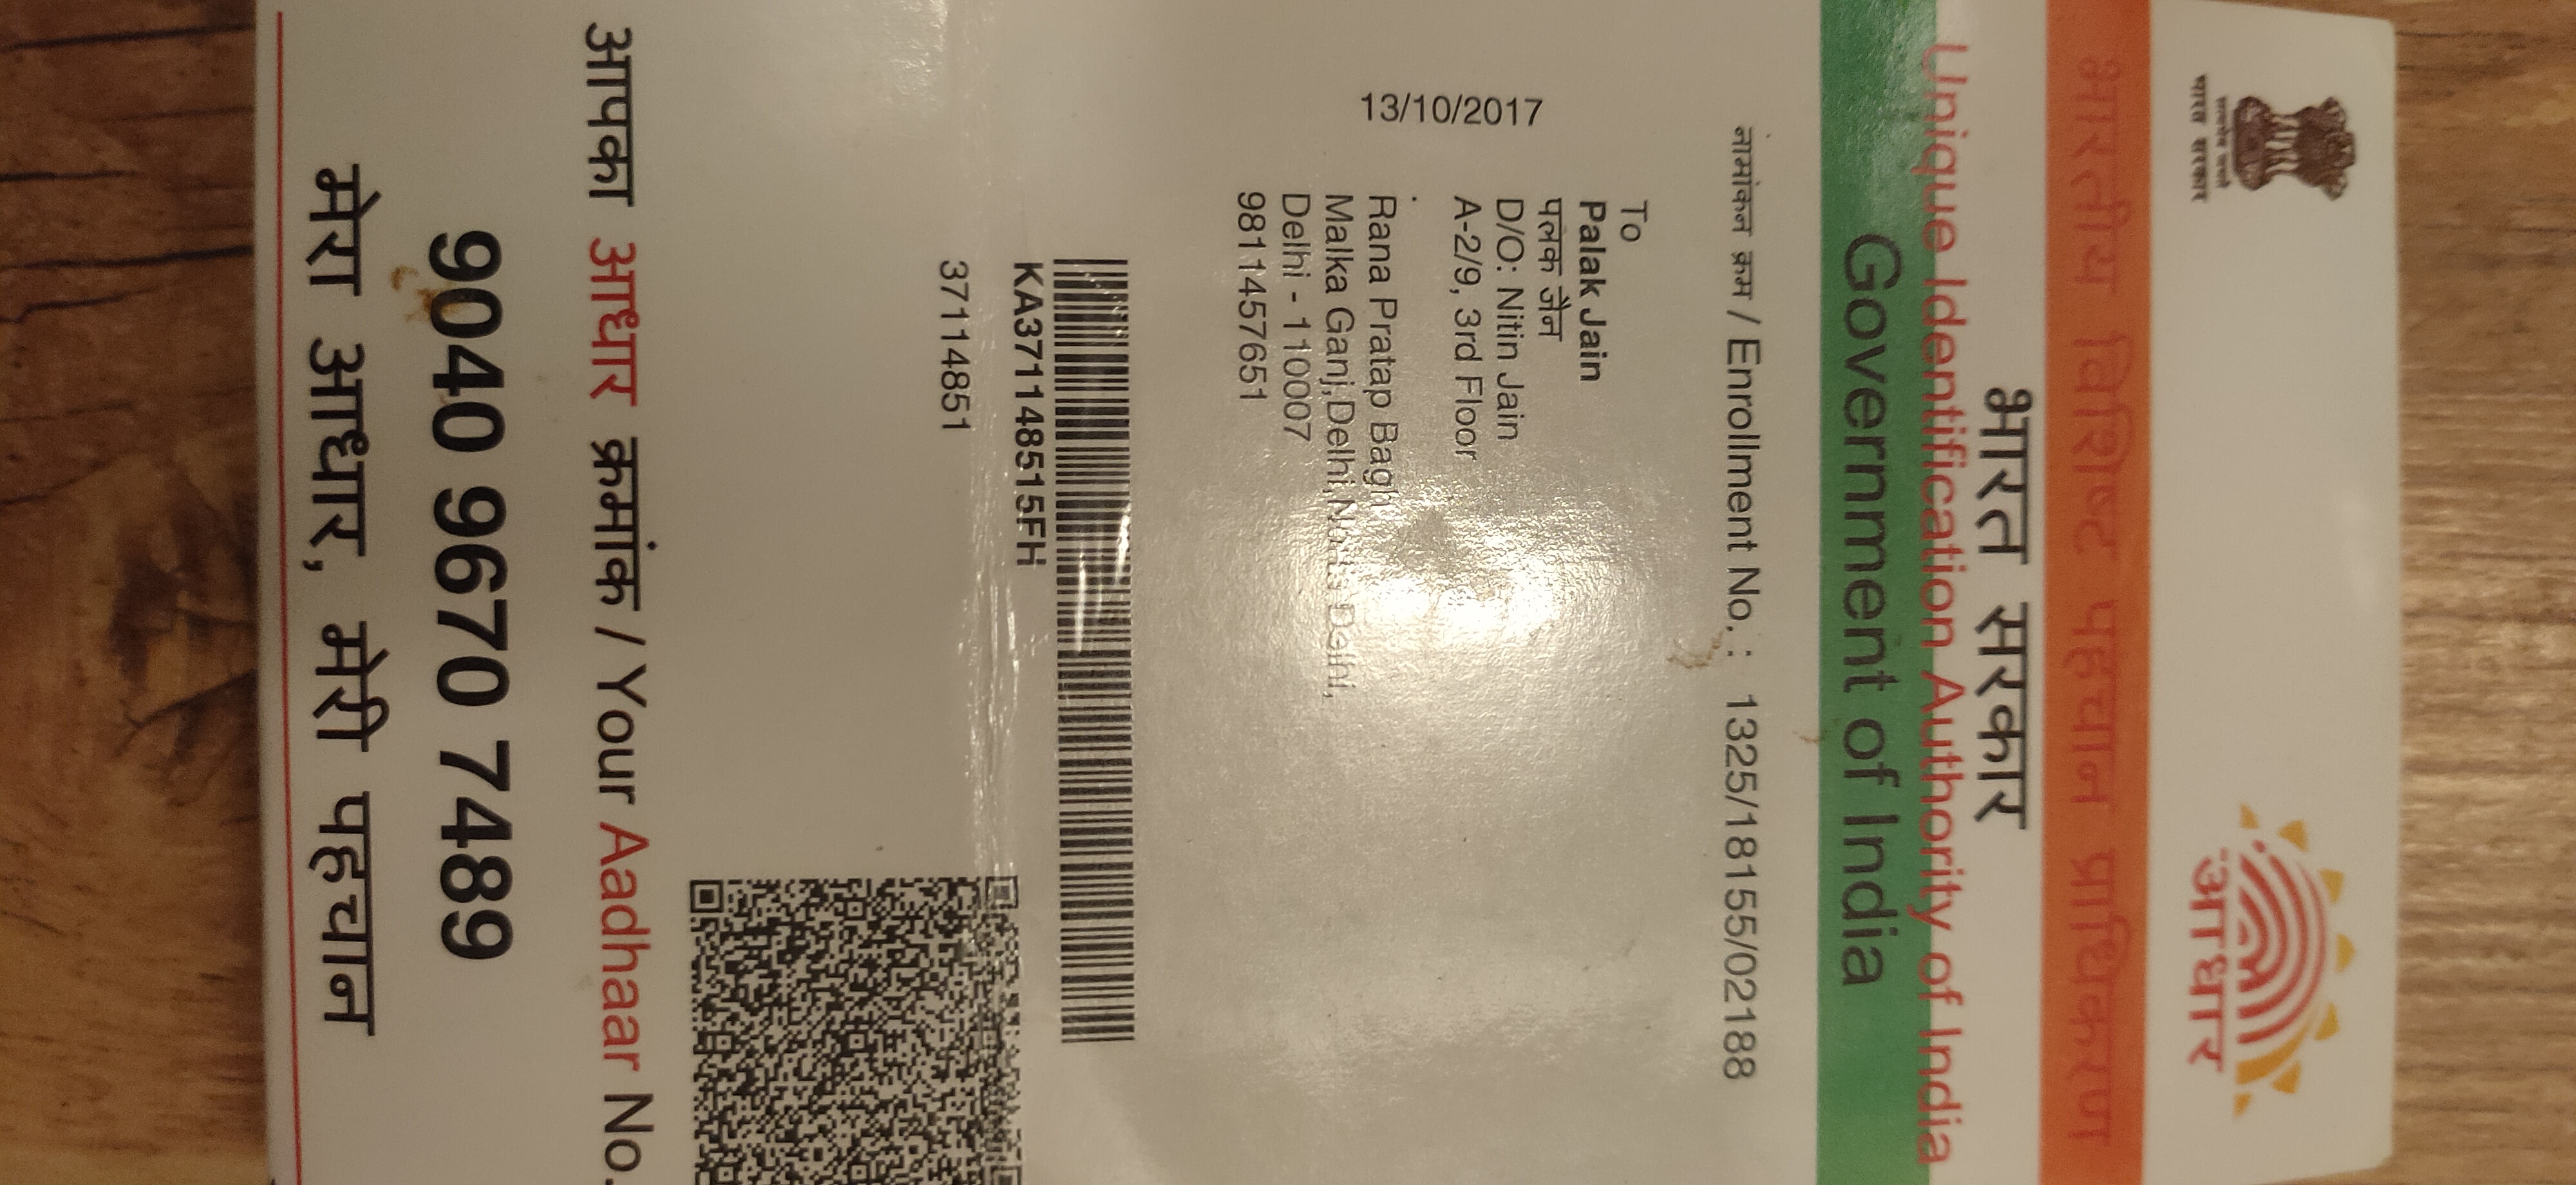 भारत सरकार
आधार
भारतीय विशिष्ट पहचान प्राधिकरण
भारत सरकार
Unique Identification Authority of India
Government of India
नामांकन क्रम / Enrollment No. : 1325/18155/02188
To
Palak Jain
पलक जैन
D/O: Nitin Jain
A-2/9, 3rd Floor
.
Rana Pratap Bagh
Malka Ganj,Delhi, Delhi,
Delhi - 110007
9811457651
13/10/2017
KA371148515FH
37114851
आपका आधार क्रमांक / Your Aadhaar No.
9040 9670 7489
मेरा आधार, मेरी पहचान